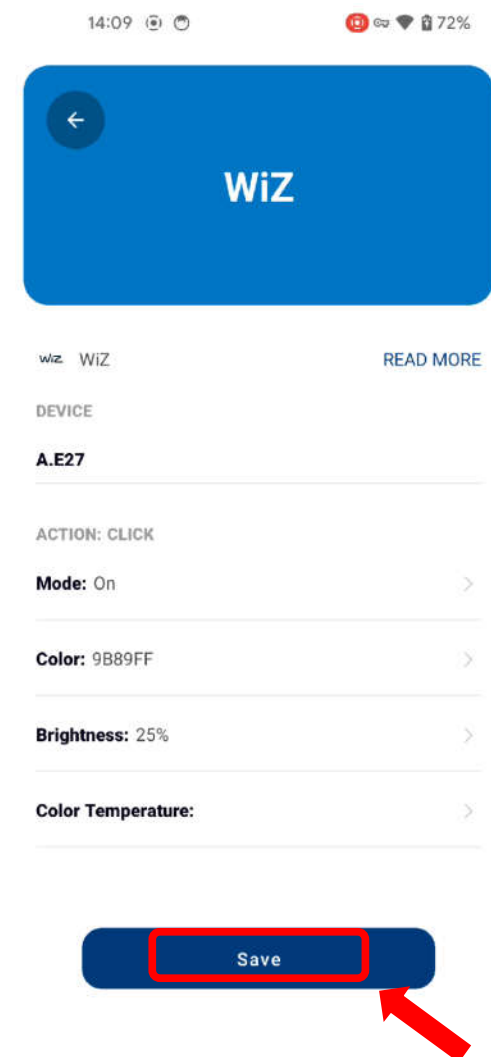 14:09 72%
WiZ
WiZ WiZ READ MORE
DEVICE
A.E27
ACTION: CLICK
Mode: On
Color: 9B89FF
Brightness: 25%
Color Temperature:
Save